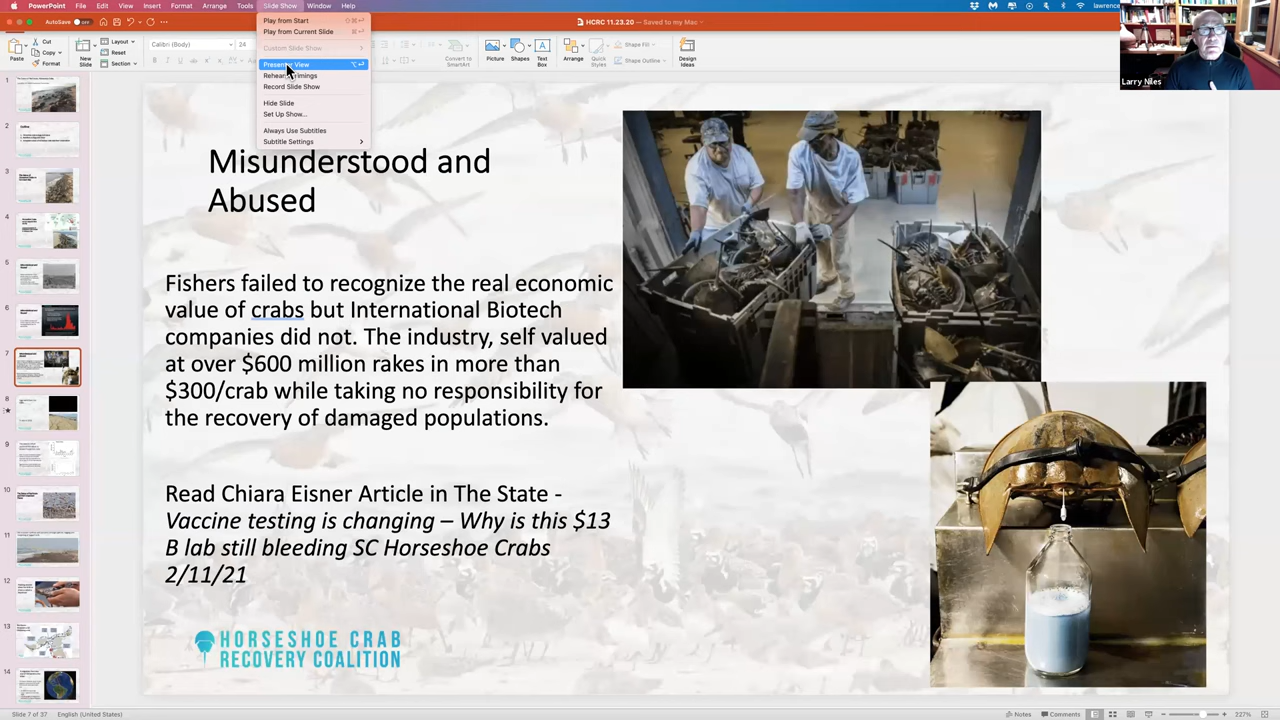 PowerPoint File Edit View Insert Format Arrange Tools Slide Show Window Help
lawrence
AutoSave OFF
HCRC 11.23.20 — Saved to my Mac
Larry Niles
Play from Start
Play from Current Slide
Custom Slide Show
Presenter View
Rehearse Timings
Record Slide Show
Hide Slide
Set Up Show...
Always Use Subtitles
Subtitle Settings
Paste
Cut
Copy
Format
New Slide
Layout
Reset
Section
Calibri (Body)
24
Convert to SmartArt
Picture
Shapes
Text Box
Arrange
Shape Fill
Shape Outline
Design Ideas
Misunderstood and
Abused
Fishers failed to recognize the real economic
value of crabs but International Biotech
companies did not. The industry, self valued
at over $600 million rakes in more than
$300/crab while taking no responsibility for
the recovery of damaged populations.
Read Chiara Eisner Article in The State -
Vaccine testing is changing – Why is this $13
B lab still bleeding SC Horseshoe Crabs
2/11/21
HORSESHOE CRAB
RECOVERY COALITION
9
12
13
Slide 7 of 37
English (United States)
Notes
Comments
227%